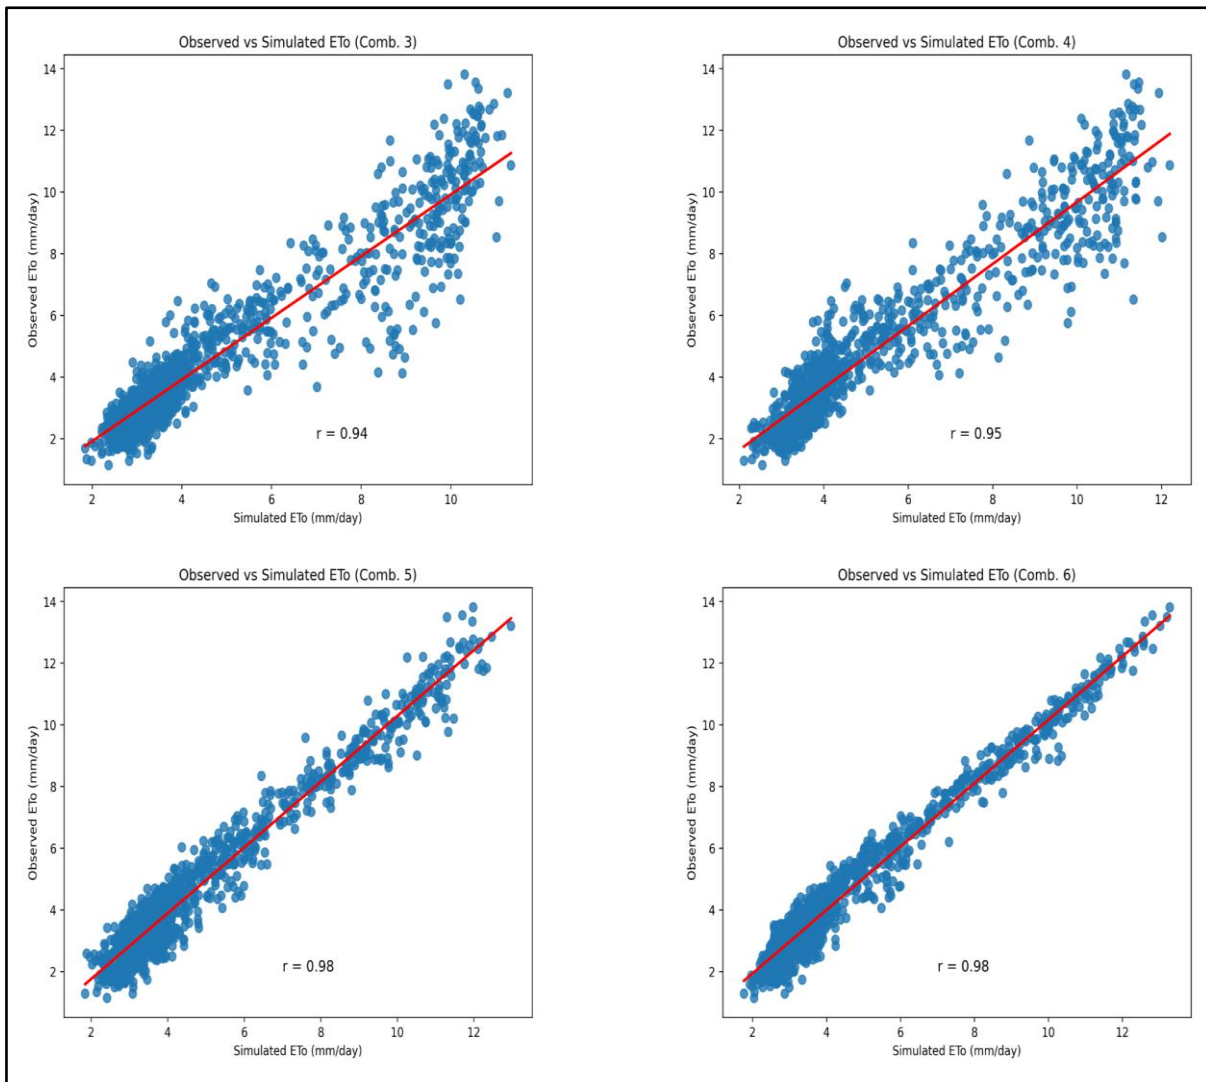 Observed vs Simulated ETo (Comb. 3)
Observed ETo (mm/day)
14
12
10
8
6
4
2
r = 0.94
2 4 6 8 10
Simulated ETo (mm/day)
Observed vs Simulated ETo (Comb. 4)
Observed ETo (mm/day)
14
12
10
8
6
4
2
r = 0.95
2 4 6 8 10 12
Simulated ETo (mm/day)
Observed vs Simulated ETo (Comb. 5)
Observed ETo (mm/day)
14
12
10
8
6
4
2
r = 0.98
2 4 6 8 10 12
Simulated ETo (mm/day)
Observed vs Simulated ETo (Comb. 6)
Observed ETo (mm/day)
14
12
10
8
6
4
2
r = 0.98
2 4 6 8 10 12
Simulated ETo (mm/day)